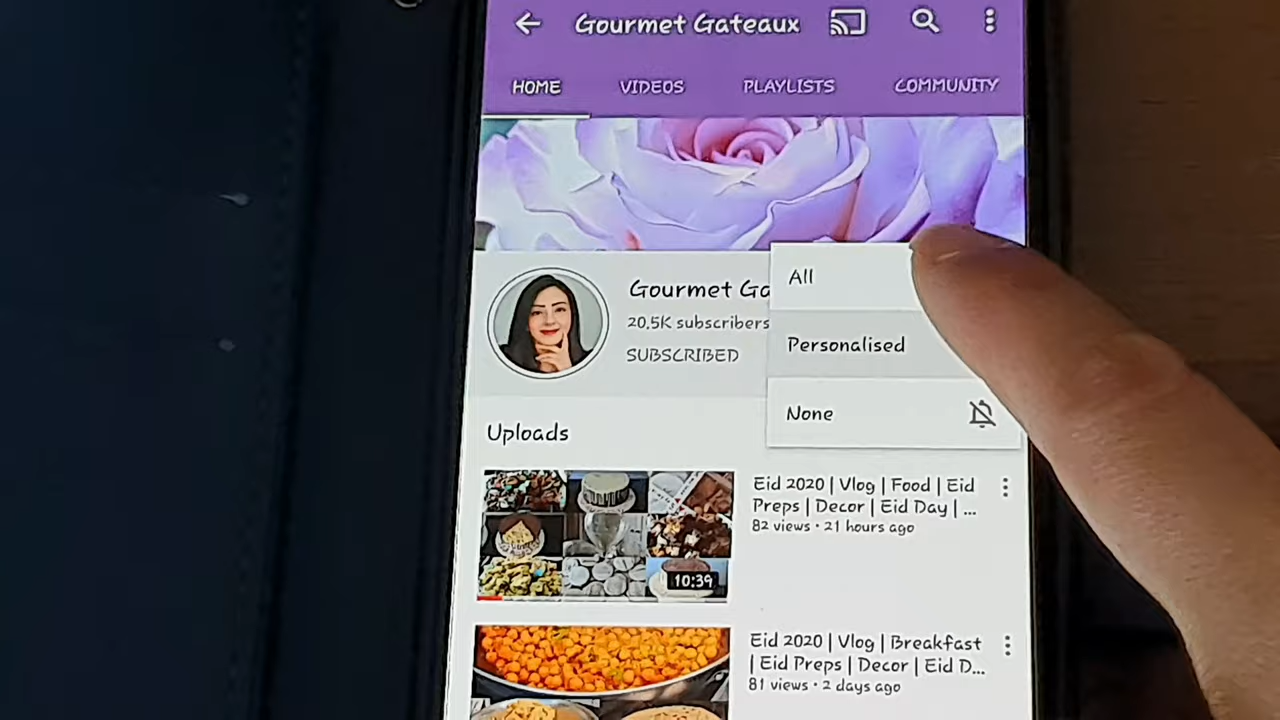 Gourmet Gateaux
HOME VIDEOS PLAYLISTS COMMUNITY
Gourmet Ga
20.5K subscribers
SUBSCRIBED
All
Personalised
None
Uploads
Eid 2020 | Vlog | Food | Eid
Preps | Decor | Eid Day | ...
82 views • 21 hours ago
10:39
Eid 2020 | Vlog | Breakfast
| Eid Preps | Decor | Eid D...
81 views • 2 days ago